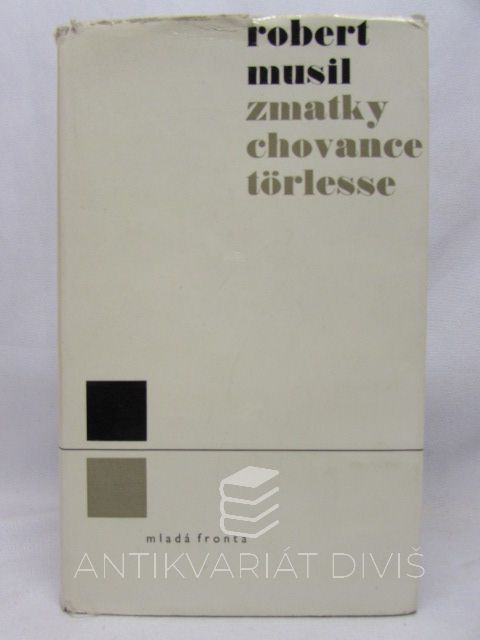 robert
musil
zmatky
chovance
törlesse
mladá fronta
ANTIKVARIÁT DIVIŠ